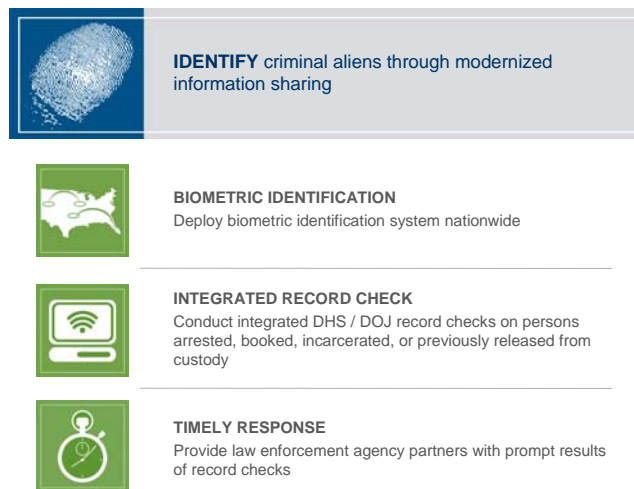 IDENTIFY criminal aliens through modernized
information sharing
BIOMETRIC IDENTIFICATION
Deploy biometric identification system nationwide
INTEGRATED RECORD CHECK
Conduct integrated DHS / DOJ record checks on persons
arrested, booked, incarcerated, or previously released from
custody
TIMELY RESPONSE
Provide law enforcement agency partners with prompt results
of record checks